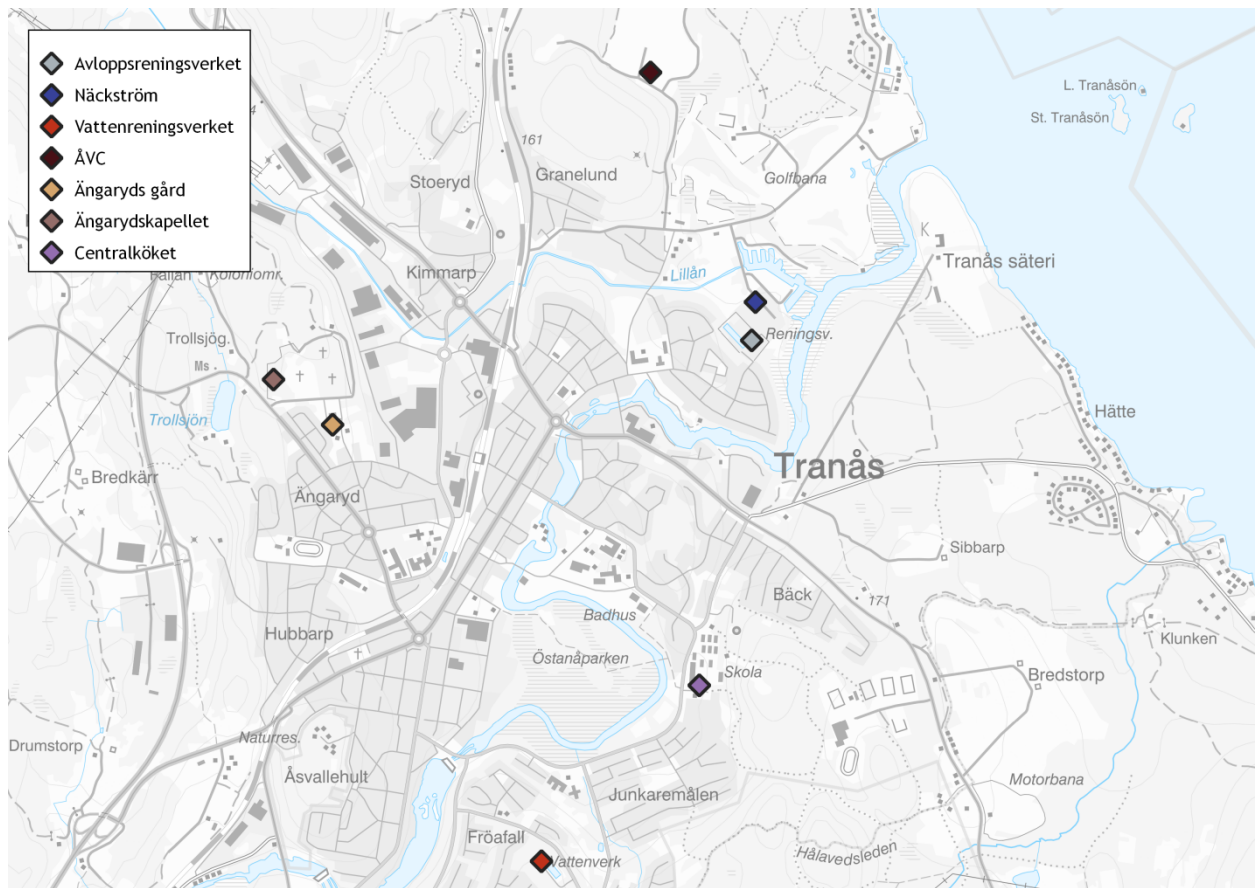 Avloppsreningsverket
Näckström
Vattenreningsverket
ÅVC
Ängaryds gård
Ängarydskapellet
Centralköket
L. Tranåsön
St. Tranåsön
161
Stoeryd
Granelund
Golfbana
K
Tranås säteri
Koloniomr.
Kimmarp
Lillån
Trollsjög.
Reningsv.
Ms
Trollsjön
Hätte
Bredkärr
Tranås
Ängaryd
Sibbarp
Bäck
171
Badhus
Hubbarp
Klunken
Östanåparken
Skola
Bredstorp
Naturres.
Drumstorp
Åsvallehult
Motorbana
Junkaremålen
Fröafall
Hålavedsleden
Vattenverk